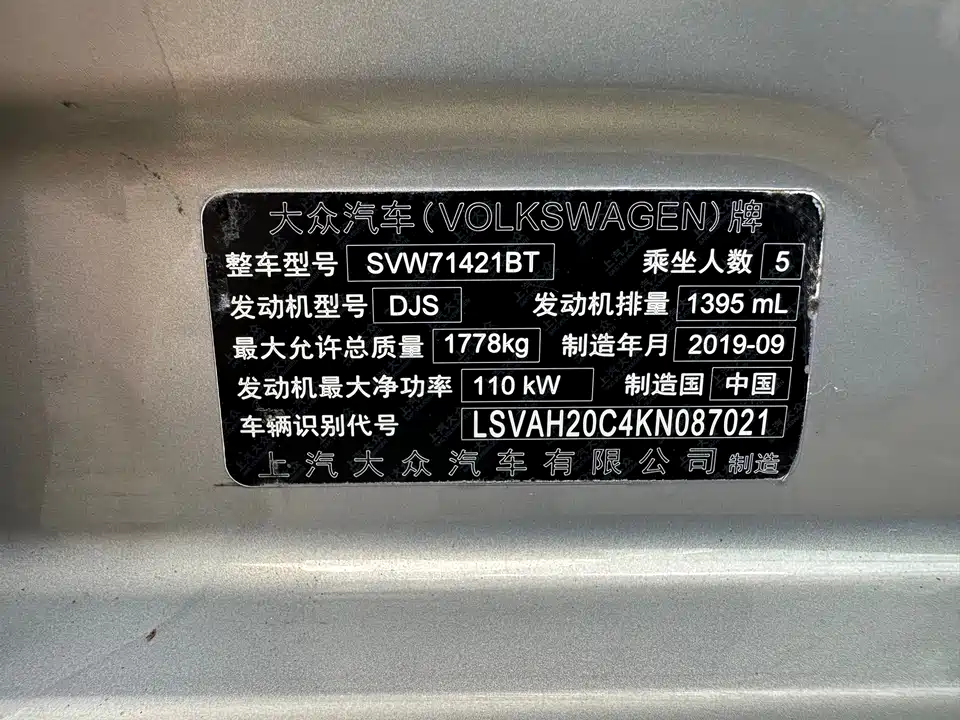 大众汽车(VOLKSWAGEN)牌
整车型号 SVW71421BT 乘坐人数 5
发动机型号 DJS 发动机排量 1395 mL
最大允许总质量 1778kg 制造年月 2019-09
发动机最大净功率 110 kW 制造国 中国
车辆识别代号 LSVAH20C4KN087021
上汽大众汽车有限公司 制造